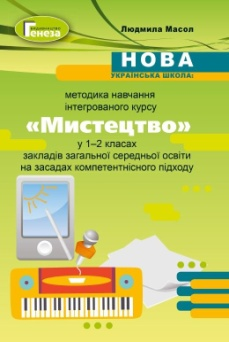 Людмила Масол
Генеза
НОВА
УКРАЇНСЬКА ШКОЛА:
методика навчання
інтегрованого курсу
«Мистецтво»
у 1–2 класах
закладів загальної середньої освіти
на засадах компетентнісного підходу